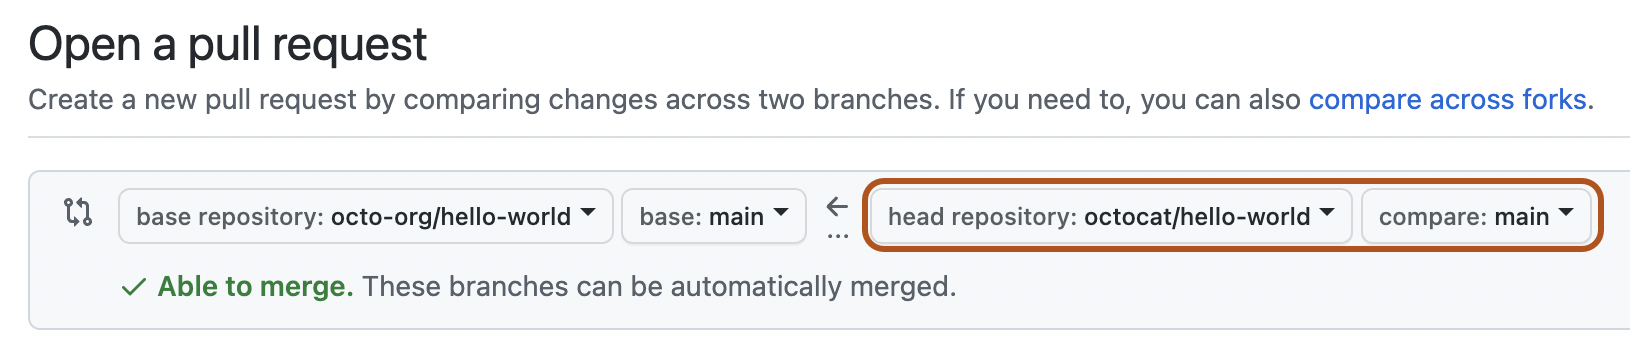 Open a pull request
Create a new pull request by comparing changes across two branches. If you need to, you can also compare across forks.
base repository: octo-org/hello-world base: main ... head repository: octocat/hello-world compare: main
Able to merge. These branches can be automatically merged.